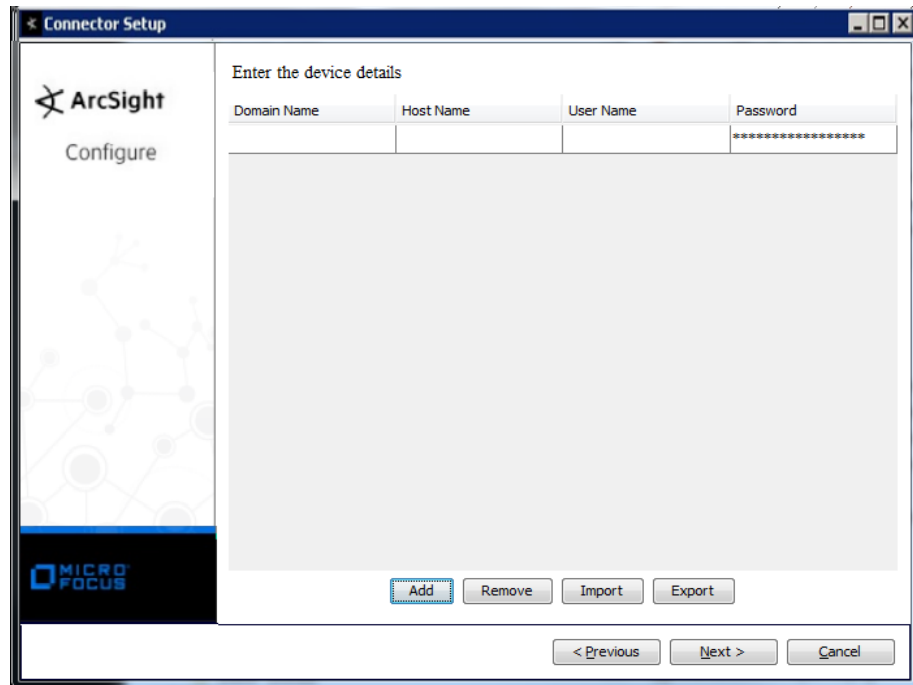 Connector Setup
ArcSight
Configure
Enter the device details
Domain Name Host Name User Name Password
*****************
MICRO
FOCUS
Add Remove Import Export
< Previous Next > Cancel